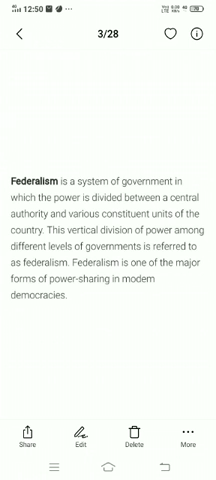 12:50
3/28
Federalism is a system of government in
which the power is divided between a central
authority and various constituent units of the
country. This vertical division of power among
different levels of governments is referred to
as federalism. Federalism is one of the major
forms of power-sharing in modern
democracies.
Share Edit Delete More